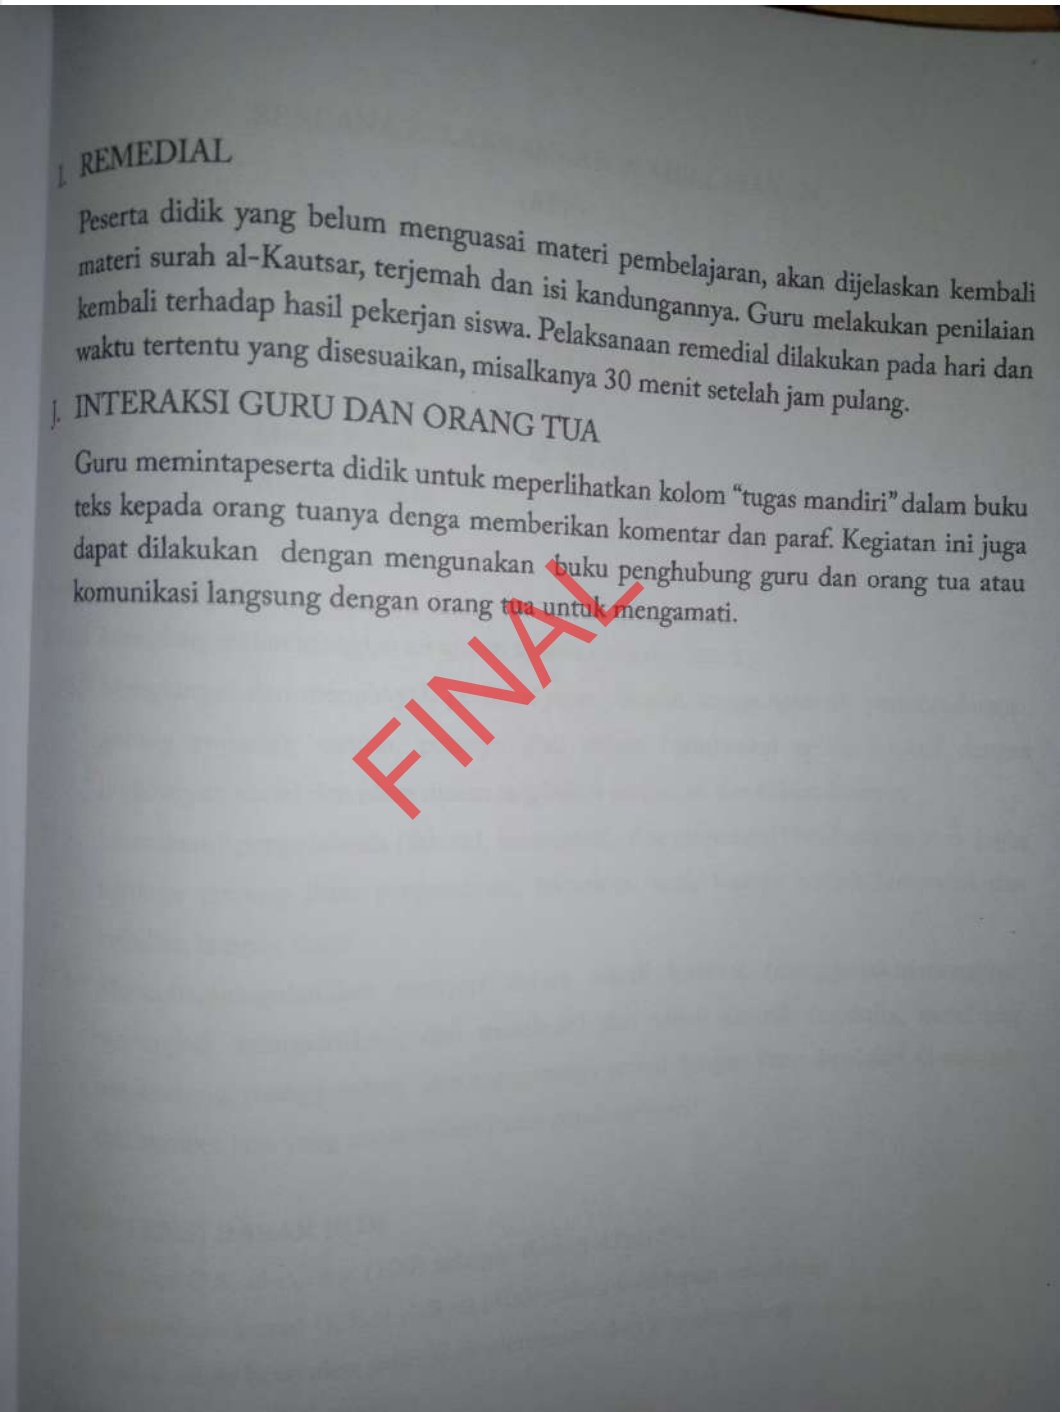 I. REMEDIAL
Peserta didik yang belum menguasai materi pembelajaran, akan dijelaskan kembali
materi surah al-Kautsar, terjemah dan isi kandungannya. Guru melakukan penilaian
kembali terhadap hasil pekerjan siswa. Pelaksanaan remedial dilakukan pada hari dan
waktu tertentu yang disesuaikan, misalkanya 30 menit setelah jam pulang.
J. INTERAKSI GURU DAN ORANG TUA
Guru memintapeserta didik untuk meperlihatkan kolom “tugas mandiri” dalam buku
teks kepada orang tuanya denga memberikan komentar dan paraf. Kegiatan ini juga
dapat dilakukan dengan mengunakan buku penghubung guru dan orang tua atau
komunikasi langsung dengan orang tua untuk mengamati.
FINAL